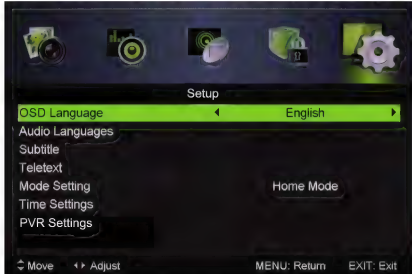 Setup
OSD Language English
Audio Languages
Subtitle
Teletext
Mode Setting Home Mode
Time Settings
PVR Settings
Move Adjust MENU: Return EXIT: Exit